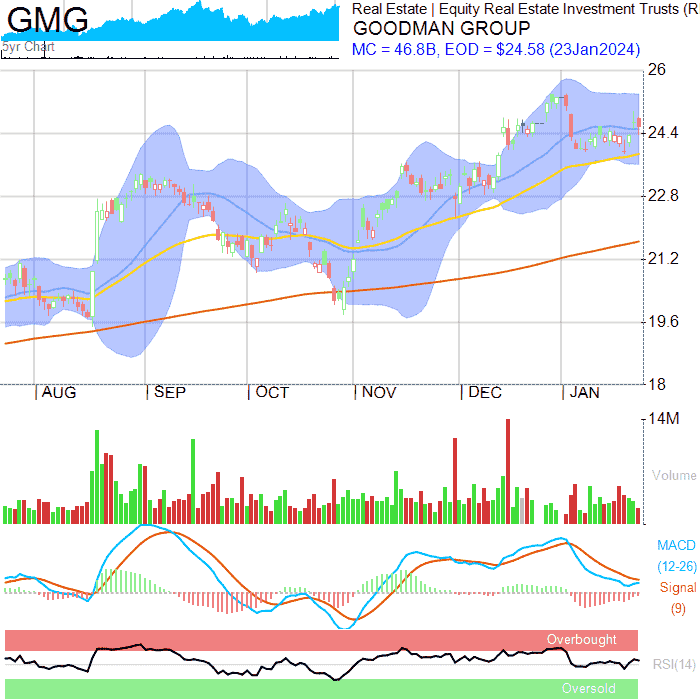 GMG
5yr Chart
Real Estate | Equity Real Estate Investment Trusts (R
GOODMAN GROUP
MC = 46.8B, EOD = $24.58 (23Jan2024)
26
24.4
22.8
21.2
19.6
18
AUG SEP OCT NOV DEC JAN
14M
Volume
MACD
(12-26)
Signal
(9)
Overbought
RSI(14)
Oversold